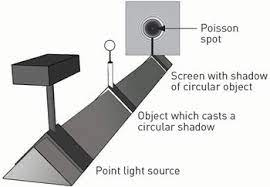 Poisson
spot
Screen with shadow
of circular object
Object which casts a
circular shadow
Point light source